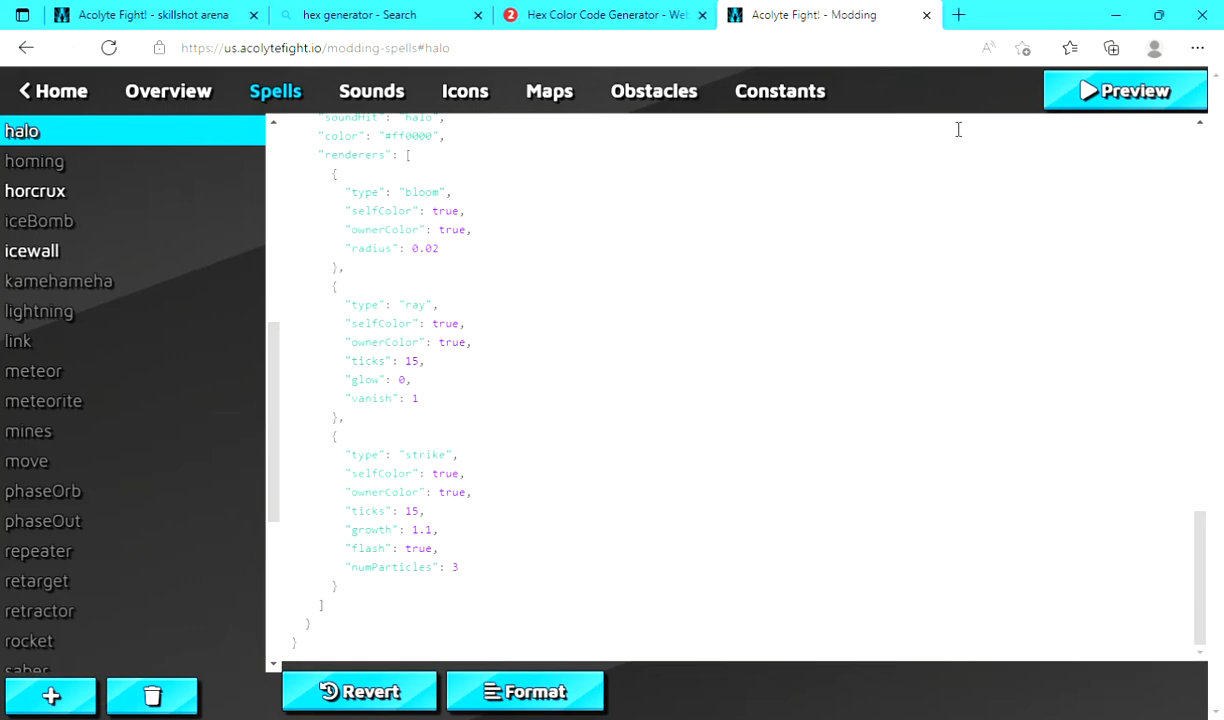 Acolyte Fight! - skillshot arena
hex generator - Search
Hex Color Code Generator - Web
Acolyte Fight! - Modding
https://us.acolytefight.io/modding-spells#halo
Home
Overview
Spells
Sounds
Icons
Maps
Obstacles
Constants
Preview
halo
homing
horcrux
iceBomb
icewall
kamehameha
lightning
link
meteor
meteorite
mines
move
phaseOrb
phaseOut
repeater
retarget
retractor
rocket
saber
"soundHit": "halo",
"color": "#ff0000",
"renderers": [
{
"type": "bloom",
"selfColor": true,
"ownerColor": true,
"radius": 0.02
},
{
"type": "ray",
"selfColor": true,
"ownerColor": true,
"ticks": 15,
"glow": 0,
"vanish": 1
},
{
"type": "strike",
"selfColor": true,
"ownerColor": true,
"ticks": 15,
"growth": 1.1,
"flash": true,
"numParticles": 3
}
]
}
}
Revert
Format